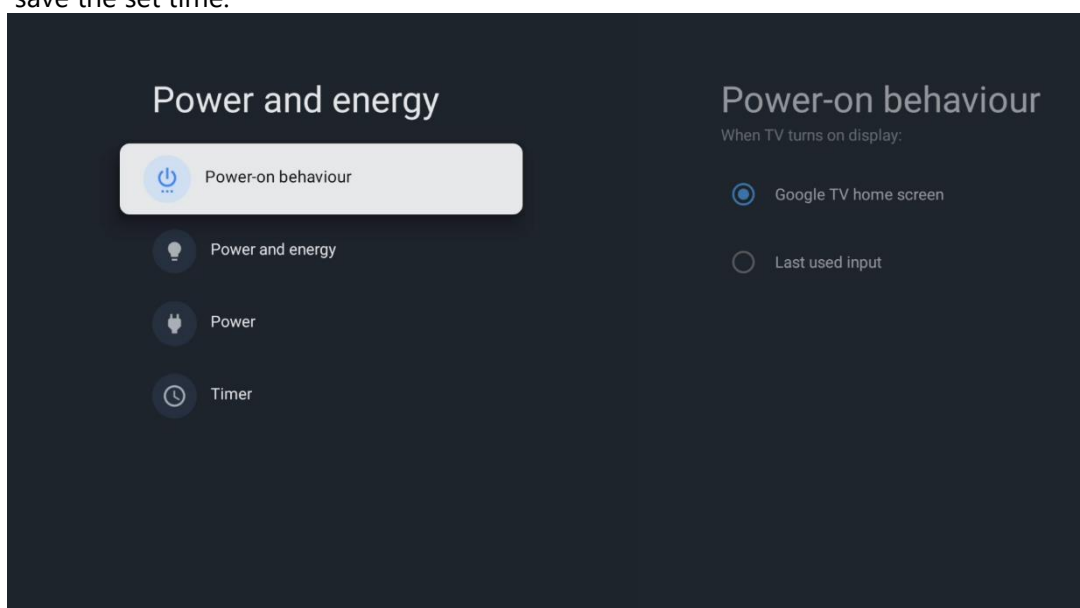 save the set time.
Power and energy
Power-on behaviour
Power and energy
Power
Timer
Power-on behaviour
When TV turns on display:
Google TV home screen
Last used input